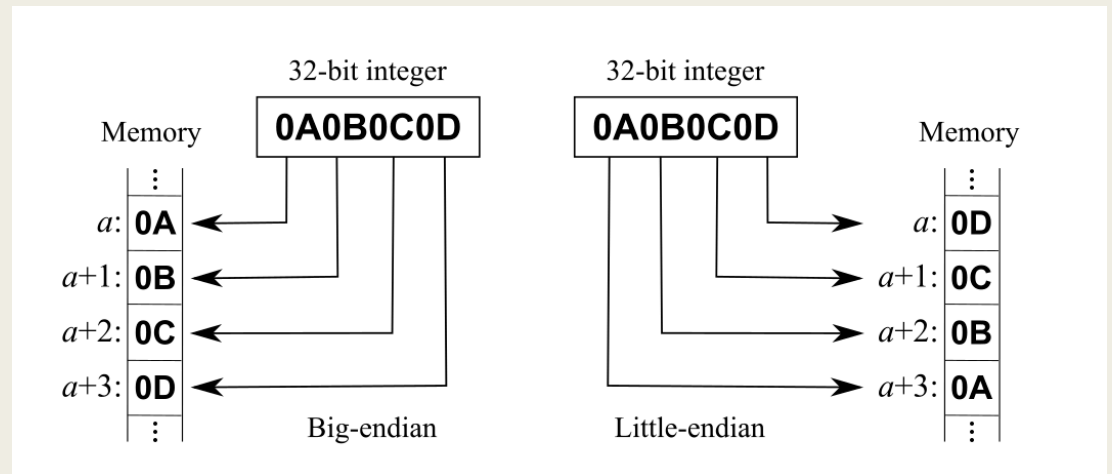 32-bit integer
0A0B0C0D
Memory
⋮
a: 0A
a+1: 0B
a+2: 0C
a+3: 0D
⋮
Big-endian
32-bit integer
0A0B0C0D
Memory
⋮
a: 0D
a+1: 0C
a+2: 0B
a+3: 0A
⋮
Little-endian